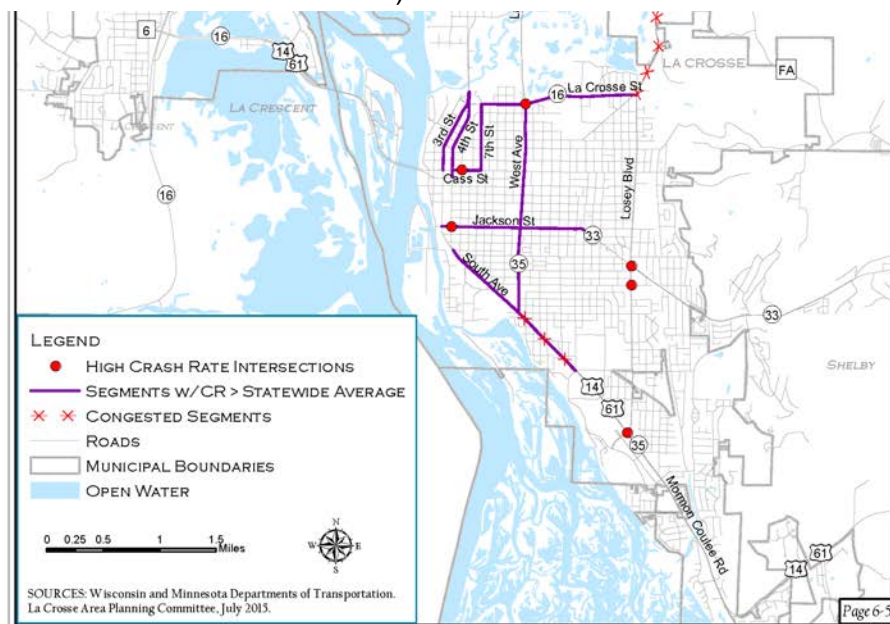 6
16
14
61
LA CRESCENT
LA CRESCENT
16
LA CROSSE
FA
La Crosse St
16
3rd St
4th St
7th St
West Ave
Cass St
Losey Blvd
Jackson St
33
35
South Ave
33
SHELBY
14
61
35
Mormon Coulee Rd
14
61
LEGEND
HIGH CRASH RATE INTERSECTIONS
SEGMENTS W/CR > STATEWIDE AVERAGE
CONGESTED SEGMENTS
ROADS
MUNICIPAL BOUNDARIES
OPEN WATER
0 0.25 0.5 1 1.5
Miles
N
W E
S
SOURCES: Wisconsin and Minnesota Departments of Transportation.
La Crosse Area Planning Committee, July 2015.
Page 6-5